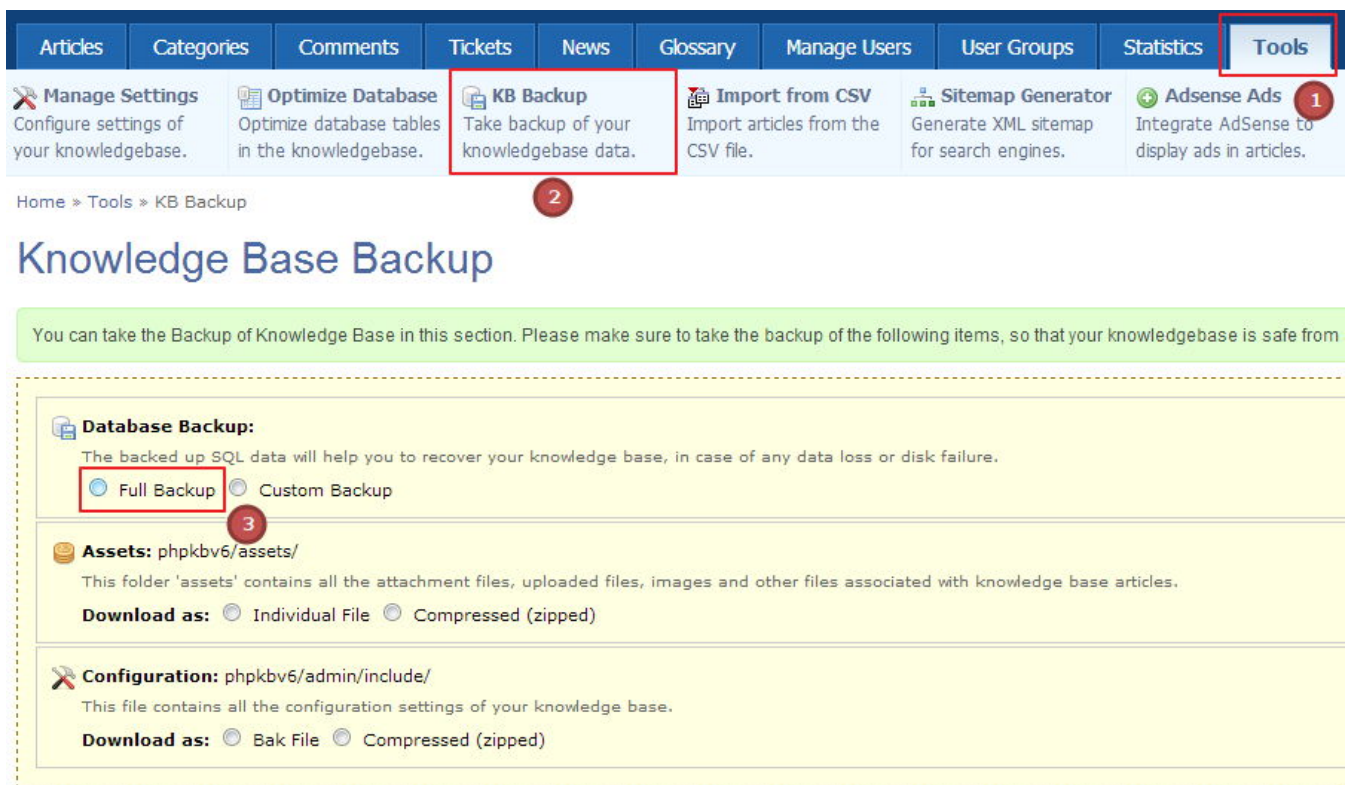 Articles Categories Comments Tickets News Glossary Manage Users User Groups Statistics Tools
Manage Settings Optimize Database KB Backup Import from CSV Sitemap Generator Adsense Ads 1
Configure settings of Optimize database tables Take backup of your Import articles from the Generate XML sitemap Integrate AdSense to
your knowledgebase. in the knowledgebase. knowledgebase data. CSV file. for search engines. display ads in articles.
Home » Tools » KB Backup 2
Knowledge Base Backup
You can take the Backup of Knowledge Base in this section. Please make sure to take the backup of the following items, so that your knowledgebase is safe from
Database Backup:
The backed up SQL data will help you to recover your knowledge base, in case of any data loss or disk failure.
Full Backup Custom Backup
3
Assets: phpkbv6/assets/
This folder 'assets' contains all the attachment files, uploaded files, images and other files associated with knowledge base articles.
Download as: Individual File Compressed (zipped)
Configuration: phpkbv6/admin/include/
This file contains all the configuration settings of your knowledge base.
Download as: Bak File Compressed (zipped)